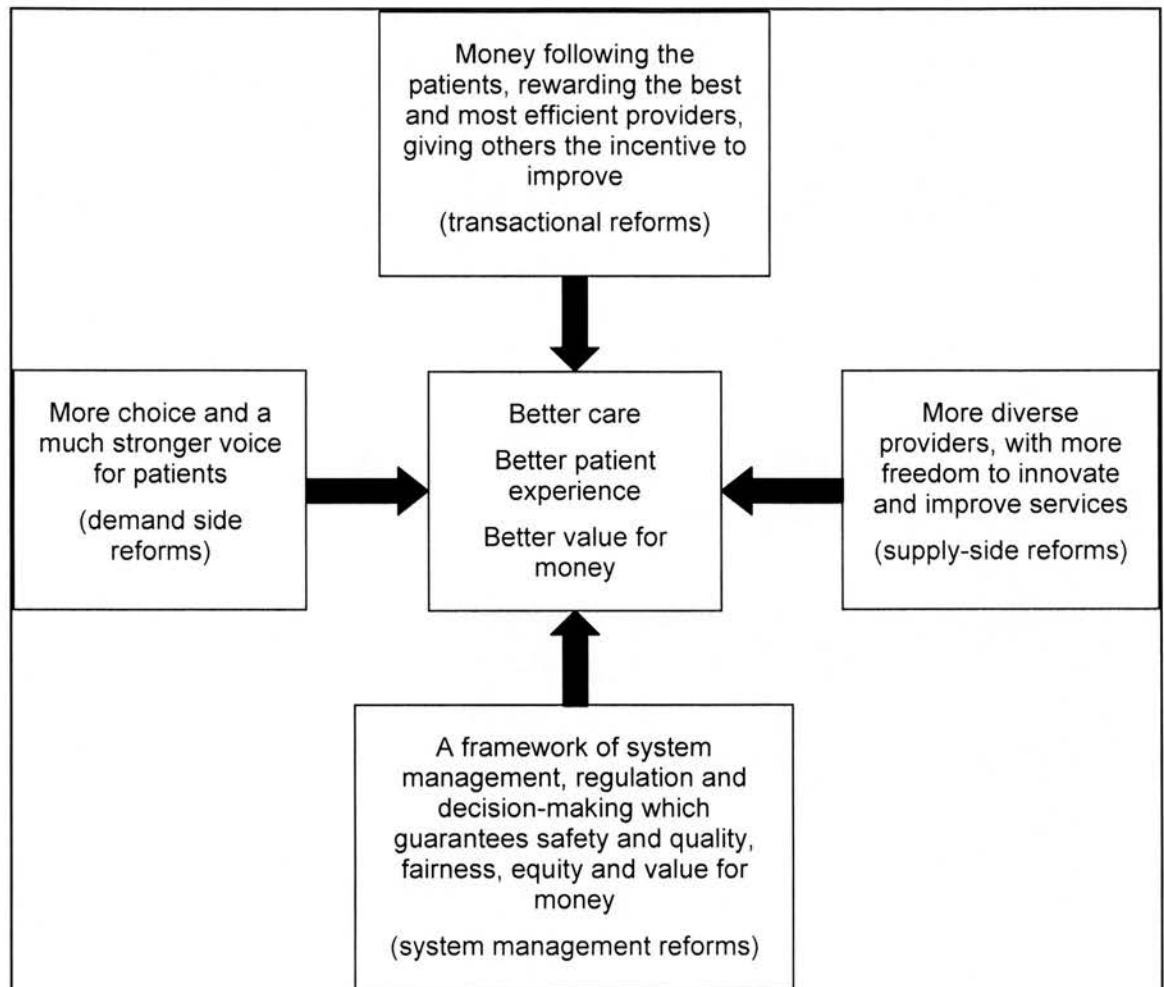 Money following the
patients, rewarding the best
and most efficient providers,
giving others the incentive to
improve
(transactional reforms)
More choice and a
much stronger voice
for patients
(demand side
reforms)
Better care
Better patient
experience
Better value for
money
More diverse
providers, with more
freedom to innovate
and improve services
(supply-side reforms)
A framework of system
management, regulation and
decision-making which
guarantees safety and quality,
fairness, equity and value for
money
(system management reforms)